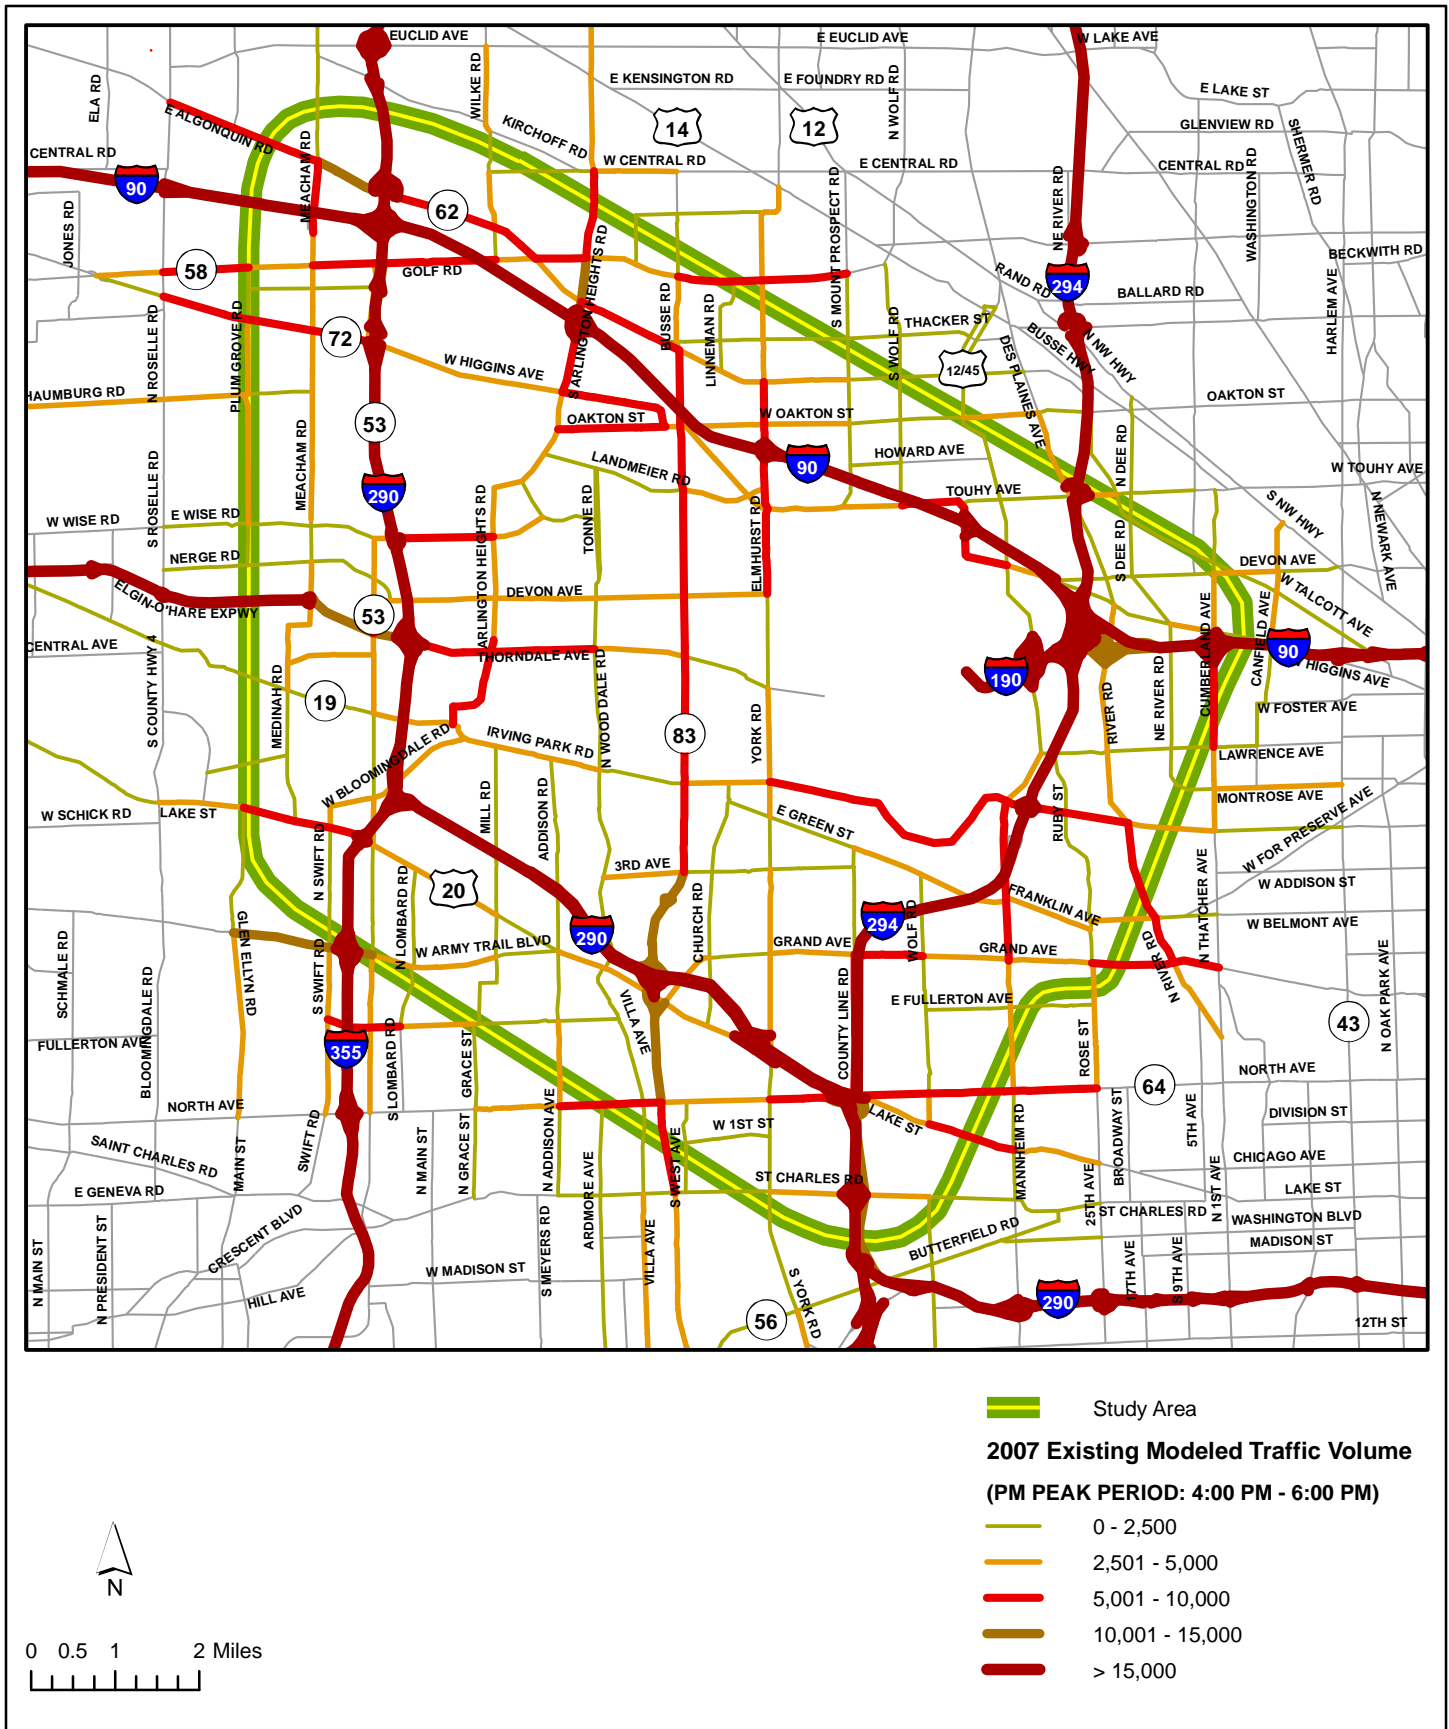 EUCLID AVE
E EUCLID AVE
W LAKE AVE
ELA RD
WILKE RD
E KENSINGTON RD
E FOUNDRY RD
N WOLF RD
E LAKE ST
E ALGONQUIN RD
MEACHAM RD
KIRCHOFF RD
14
12
GLENVIEW RD
SHERMER RD
CENTRAL RD
W CENTRAL RD
E CENTRAL RD
CENTRAL RD
WASHINGTON RD
90
62
JONES RD
NE RIVER RD
S MOUNT PROSPECT RD
58
GOLF RD
S ARLINGTON HEIGHTS RD
BECKWITH RD
RAND RD
294
BALLARD RD
HARLEM AVE
N ROSELLE RD
PLUM GROVE RD
72
BUSSE RD
LINNEMAN RD
THACKER ST
S WOLF RD
BUSSE HWY
N NW HWY
W HIGGINS AVE
12/45
DES PLAINES AVE
HAUMBURG RD
53
OAKTON ST
W OAKTON ST
OAKTON ST
MEACHAM RD
HOWARD AVE
N DEE RD
LANDMEIER RD
90
W TOUHY AVE
290
S ROSELLE RD
TOUHY AVE
S NW HWY
N NEWARK AVE
W WISE RD
E WISE RD
ARLINGTON HEIGHTS RD
TONNE RD
ELMHURST RD
S DEE RD
NERGE RD
DEVON AVE
ELGIN-O'HARE EXPWY
DEVON AVE
W TALCOTT AVE
53
CENTRAL AVE
THORNDALE AVE
CUMBERLAND AVE
CANFIELD AVE
90
W HIGGINS AVE
190
S COUNTY HWY 4
MEDINAH RD
19
N WOOD DALE RD
YORK RD
RIVER RD
NE RIVER RD
W FOSTER AVE
W BLOOMINGDALE RD
IRVING PARK RD
83
LAWRENCE AVE
W SCHICK RD
LAKE ST
MILL RD
ADDISON RD
E GREEN ST
RUBY ST
MONTROSE AVE
W FOR PRESERVE AVE
N SWIFT RD
3RD AVE
N LOMBARD RD
20
N THATCHER AVE
W ADDISON ST
FRANKLIN AVE
W BELMONT AVE
GLEN ELLYN RD
SCHMALE RD
BLOOMINGDALE RD
S SWIFT RD
W ARMY TRAIL BLVD
290
CHURCH RD
GRAND AVE
294
WOLF RD
GRAND AVE
N RIVER RD
N OAK PARK AVE
VILLA AVE
COUNTY LINE RD
E FULLERTON AVE
43
FULLERTON AVE
355
S LOMBARD RD
GRACE ST
ROSE ST
NORTH AVE
NORTH AVE
64
SWIFT RD
LAKE ST
DIVISION ST
SAINT CHARLES RD
MAIN ST
N MAIN ST
N GRACE ST
N ADDISON AVE
W 1ST ST
MANNHEIM RD
BROADWAY ST
5TH AVE
CHICAGO AVE
E GENEVA RD
ARDMORE AVE
S WEST AVE
ST CHARLES RD
25TH AVE
N 1ST AVE
LAKE ST
ST CHARLES RD
WASHINGTON BLVD
N MAIN ST
N PRESIDENT ST
CRESCENT BLVD
HILL AVE
W MADISON ST
S MEYERS RD
VILLA AVE
S YORK RD
BUTTERFIELD RD
MADISON ST
17TH AVE
S 9TH AVE
290
56
12TH ST
Study Area
2007 Existing Modeled Traffic Volume
(PM PEAK PERIOD: 4:00 PM - 6:00 PM)
0 - 2,500
2,501 - 5,000
5,001 - 10,000
10,001 - 15,000
> 15,000
N
0 0.5 1 2 Miles